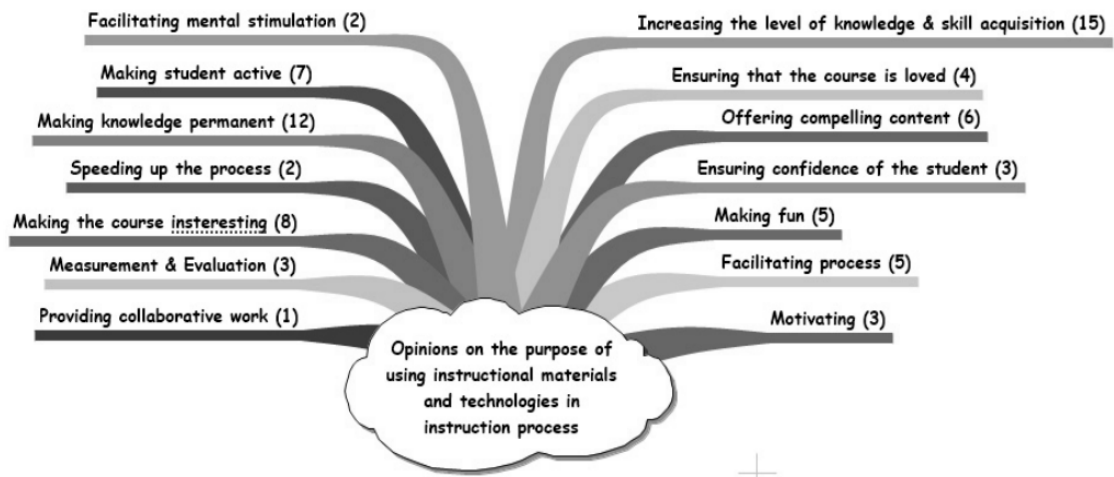 Facilitating mental stimulation (2)
Making student active (7)
Making knowledge permanent (12)
Speeding up the process (2)
Making the course insteresting (8)
Measurement & Evaluation (3)
Providing collaborative work (1)
Increasing the level of knowledge & skill acquisition (15)
Ensuring that the course is loved (4)
Offering compelling content (6)
Ensuring confidence of the student (3)
Making fun (5)
Facilitating process (5)
Motivating (3)
Opinions on the purpose of
using instructional materials
and technologies in
instruction process